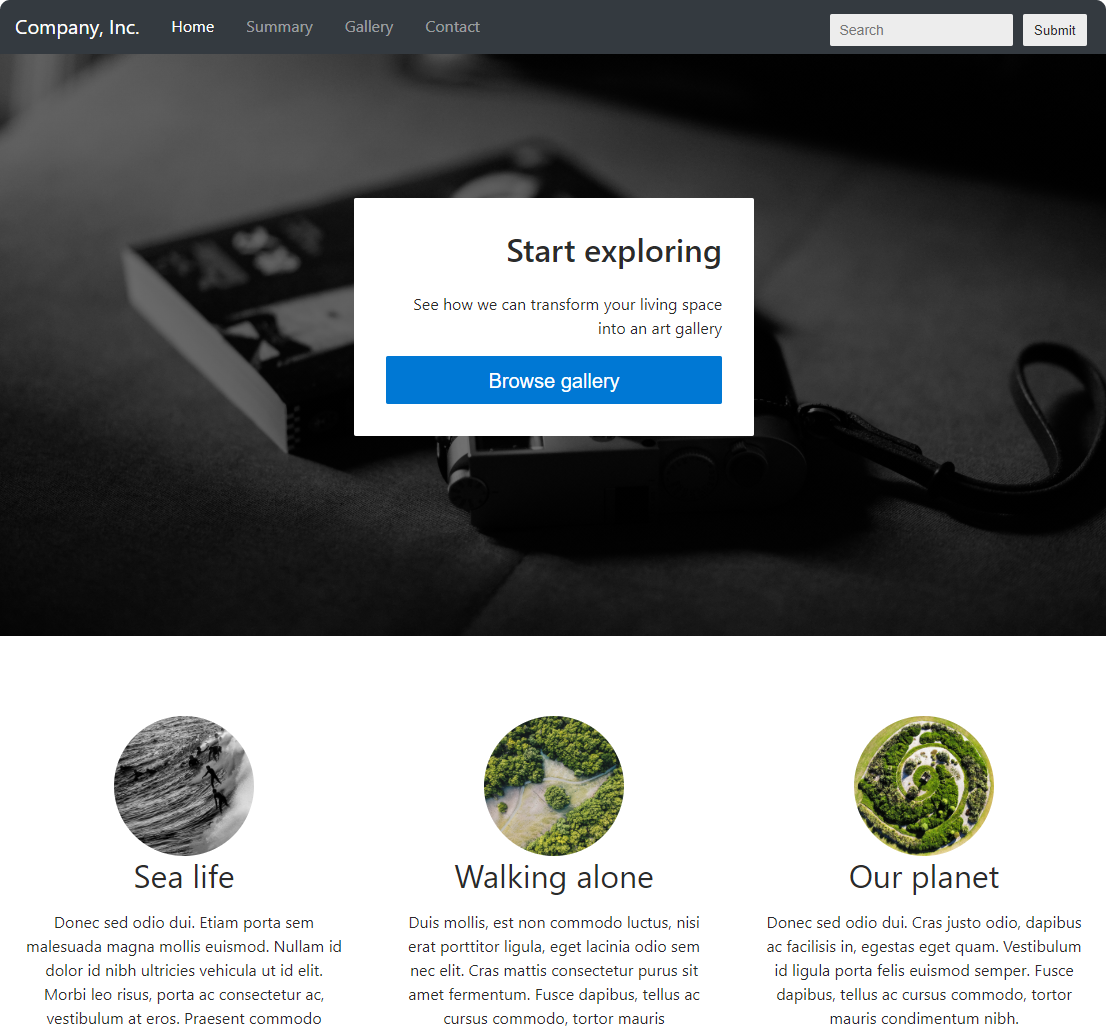 Company, Inc. Home Summary Gallery Contact Search Submit
Start exploring
See how we can transform your living space
into an art gallery
Browse gallery
Sea life
Donec sed odio dui. Etiam porta sem
malesuada magna mollis euismod. Nullam id
dolor id nibh ultricies vehicula ut id elit.
Morbi leo risus, porta ac consectetur ac,
vestibulum at eros. Praesent commodo
Walking alone
Duis mollis, est non commodo luctus, nisi
erat porttitor ligula, eget lacinia odio sem
nec elit. Cras mattis consectetur purus sit
amet fermentum. Fusce dapibus, tellus ac
cursus commodo, tortor mauris
Our planet
Donec sed odio dui. Cras justo odio, dapibus
ac facilisis in, egestas eget quam. Vestibulum
id ligula porta felis euismod semper. Fusce
dapibus, tellus ac cursus commodo, tortor
mauris condimentum nibh.